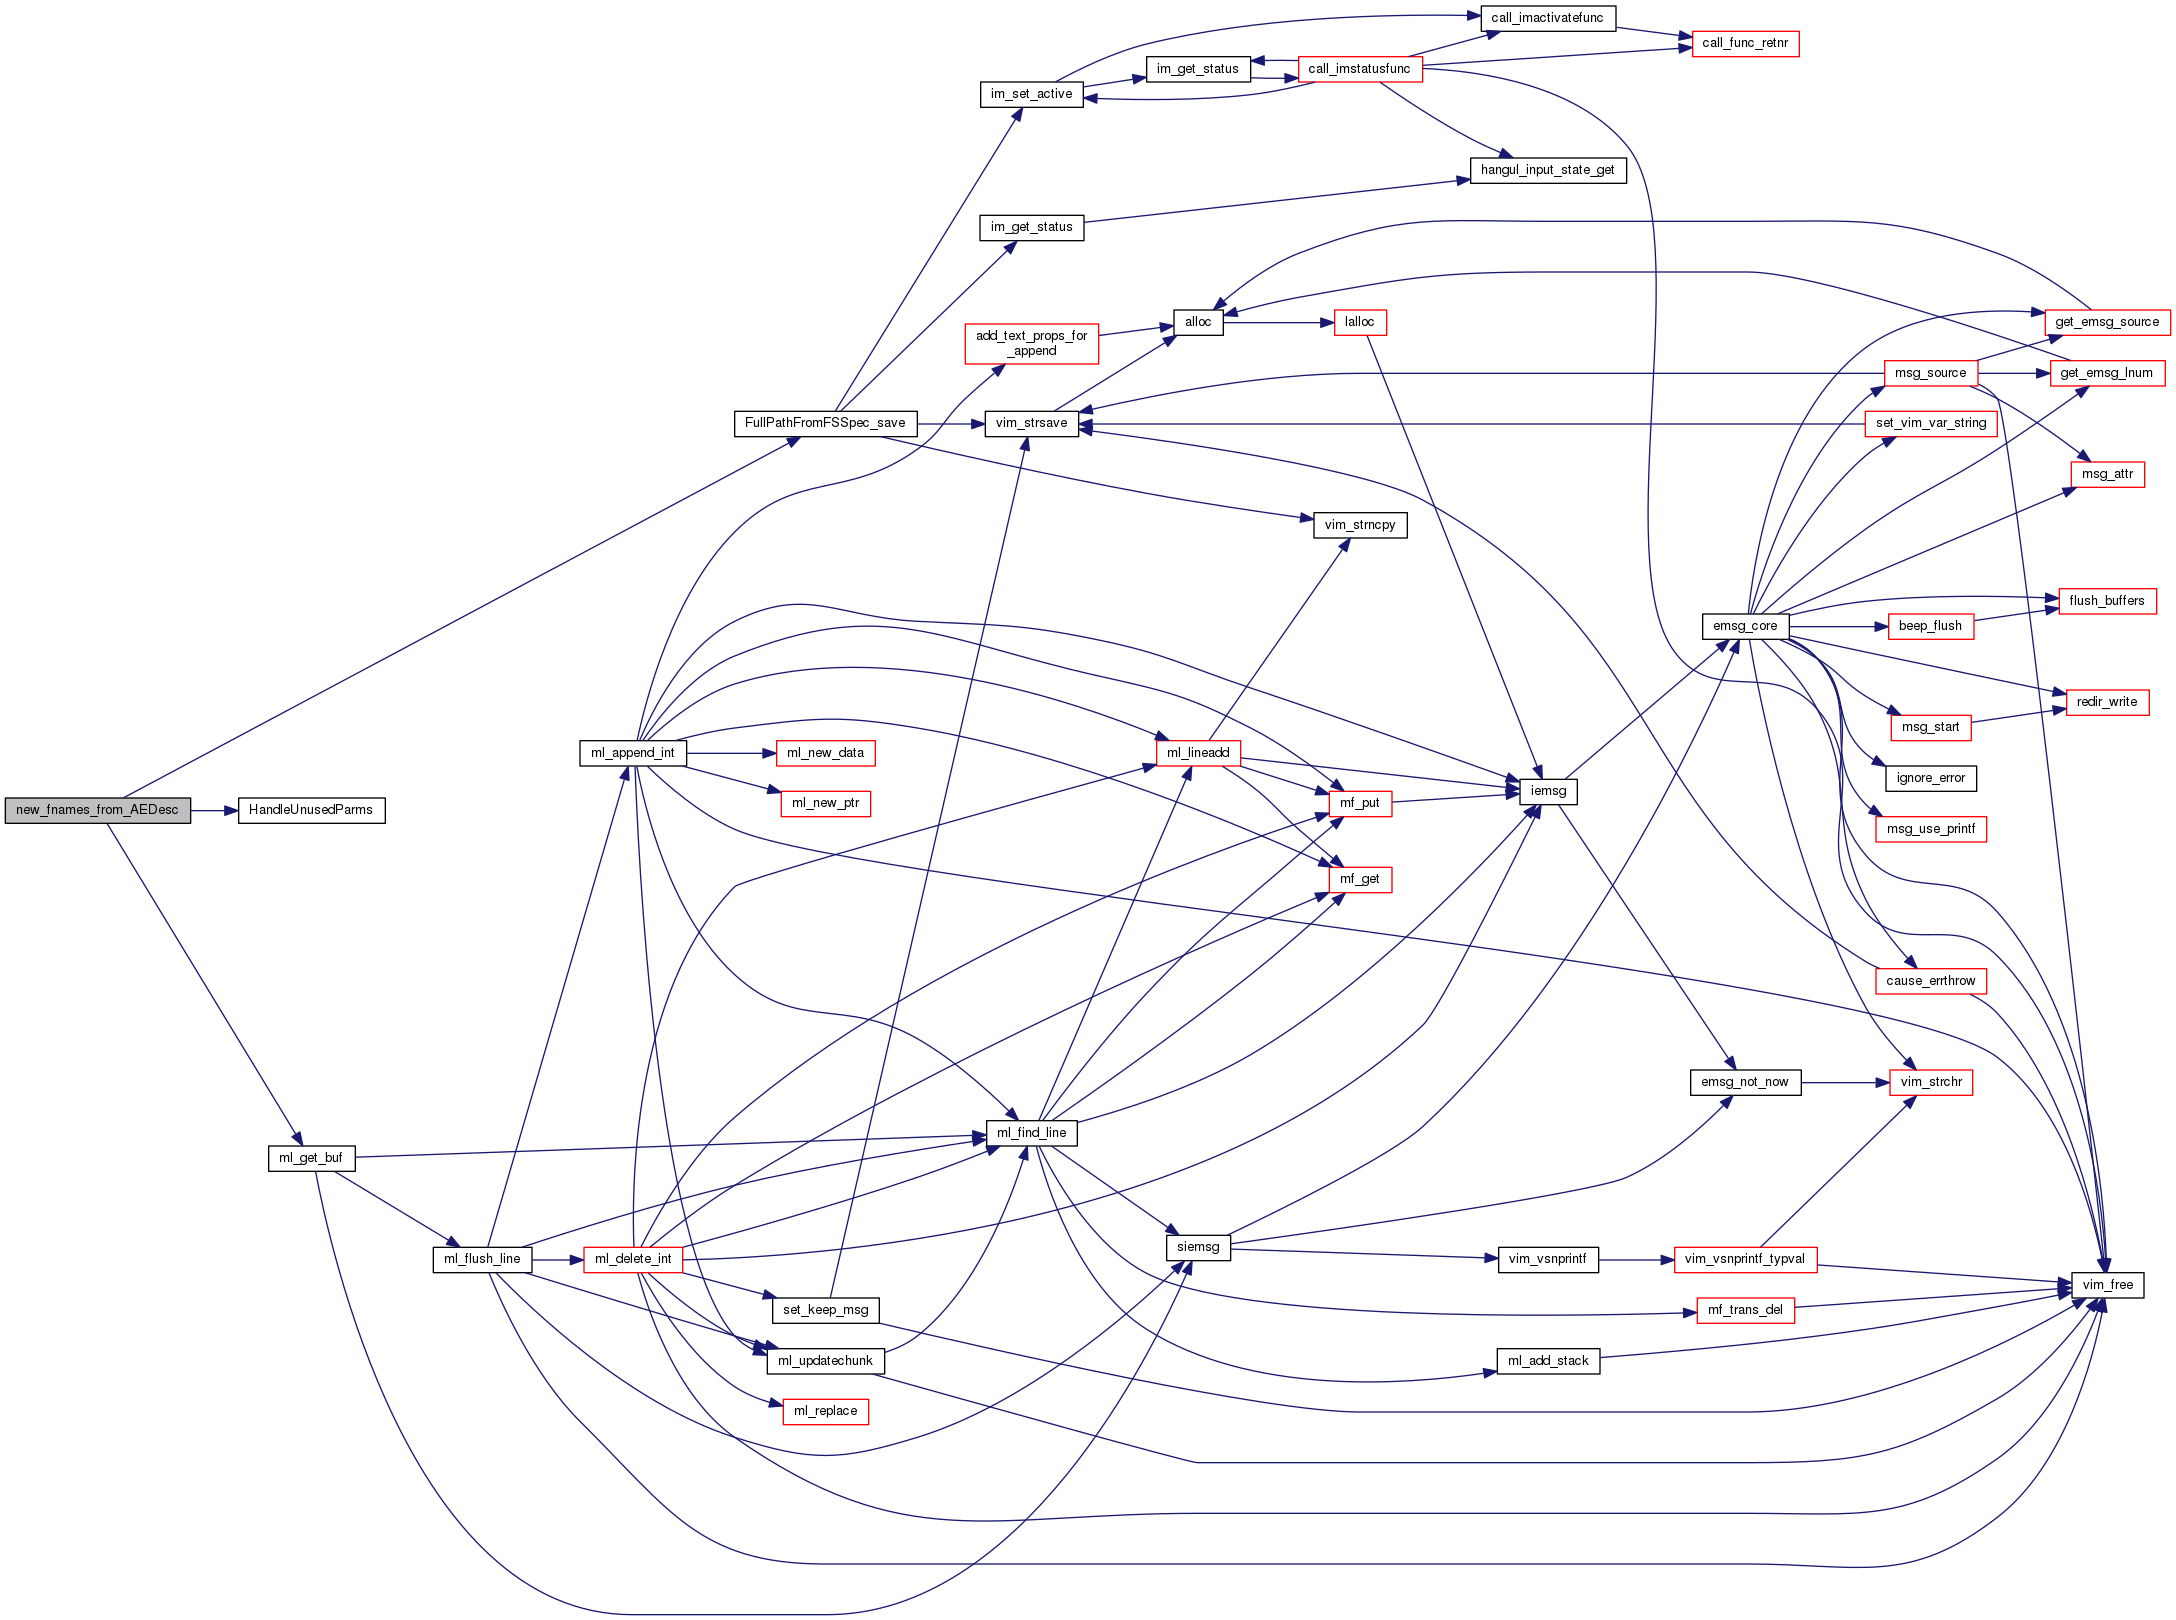 call_imactivatefunc
call_func_retnr
im_get_status
call_imstatusfunc
im_set_active
hangul_input_state_get
im_get_status
add_text_props_for
_append
alloc
lalloc
get_emsg_source
msg_source
get_emsg_lnum
FullPathFromFSSpec_save
vim_strsave
set_vim_var_string
msg_attr
vim_strncpy
emsg_core
flush_buffers
beep_flush
redir_write
msg_start
ml_append_int
ml_new_data
ml_lineadd
ignore_error
iemsg
new_fnames_from_AEDesc
HandleUnusedParms
ml_new_ptr
mf_put
msg_use_printf
mf_get
cause_errthrow
emsg_not_now
vim_strchr
ml_find_line
ml_get_buf
ml_flush_line
ml_delete_int
siemsg
vim_vsnprintf
vim_vsnprintf_typval
vim_free
set_keep_msg
mf_trans_del
ml_updatechunk
ml_add_stack
ml_replace